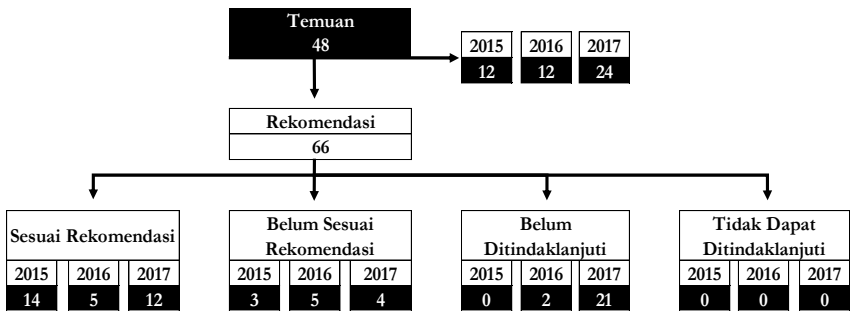 Temuan
48
2015 2016 2017
12 12 24
Rekomendasi
66
Sesuai Rekomendasi
2015 2016 2017
14 5 12
Belum Sesuai
Rekomendasi
2015 2016 2017
3 5 4
Belum
Ditindaklanjuti
2015 2016 2017
0 2 21
Tidak Dapat
Ditindaklanjuti
2015 2016 2017
0 0 0